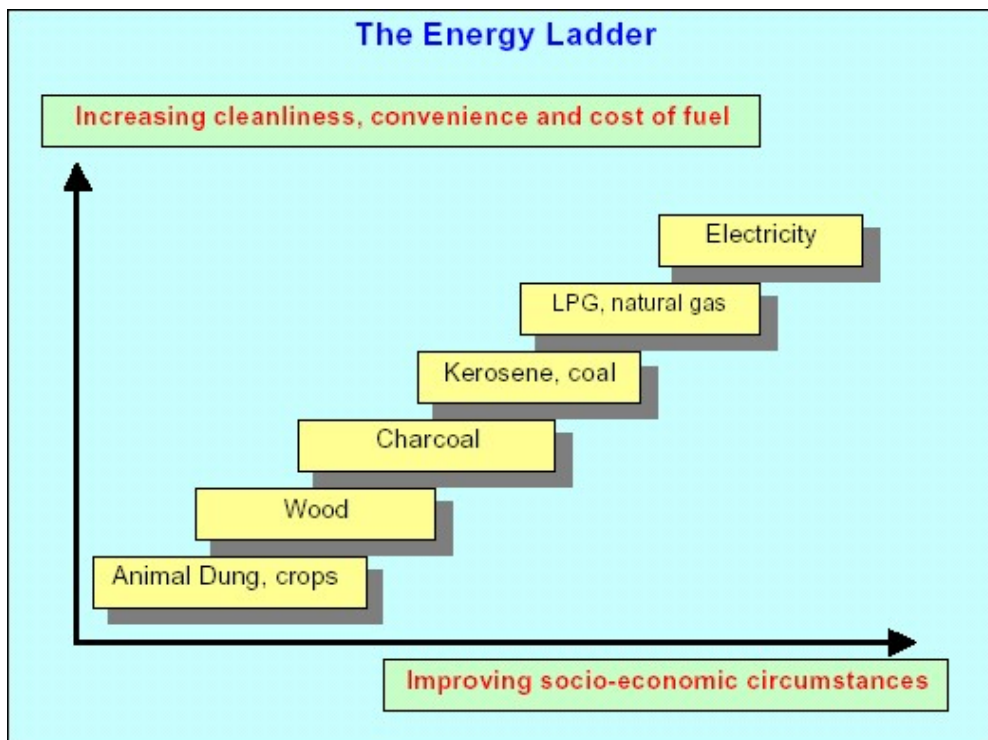 The Energy Ladder
Increasing cleanliness, convenience and cost of fuel
Electricity
LPG, natural gas
Kerosene, coal
Charcoal
Wood
Animal Dung, crops
Improving socio-economic circumstances